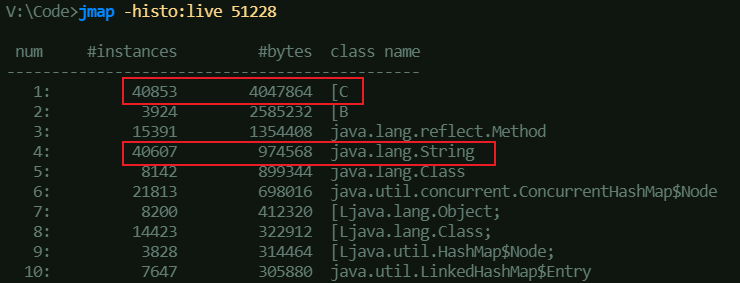 V:\Code>jmap -histo:live 51228
num #instances #bytes class name
----------------------------------------------
1: 40853 4047864 [C
2: 3924 2585232 [B
3: 15391 1354408 java.lang.reflect.Method
4: 40607 974568 java.lang.String
5: 8142 899344 java.lang.Class
6: 21813 698016 java.util.concurrent.ConcurrentHashMap$Node
7: 8200 412320 [Ljava.lang.Object;
8: 14423 322912 [Ljava.lang.Class;
9: 3828 314464 [Ljava.util.HashMap$Node;
10: 7647 305880 java.util.LinkedHashMap$Entry